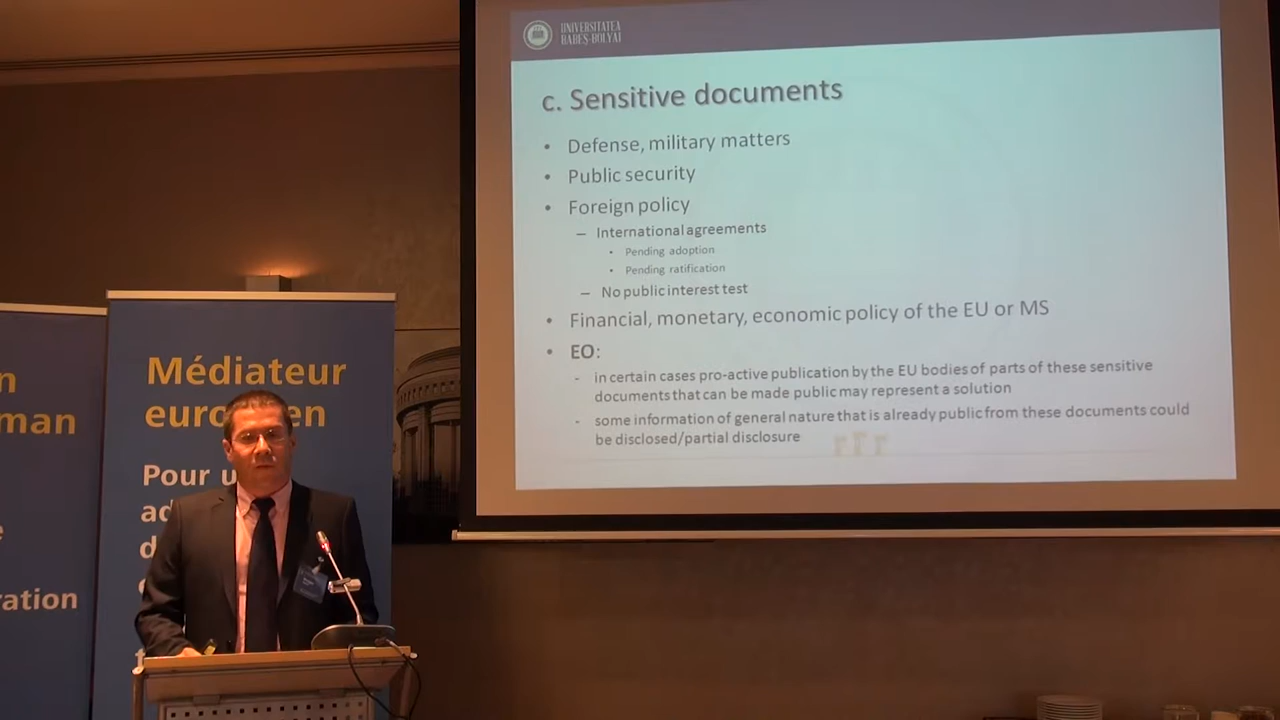 UNIVERSITATEA
BABEŞ-BOLYAI
c. Sensitive documents
• Defense, military matters
• Public security
• Foreign policy
– International agreements
• Pending adoption
• Pending ratification
– No public interest test
• Financial, monetary, economic policy of the EU or MS
• EO:
- in certain cases pro-active publication by the EU bodies of parts of these sensitive
documents that can be made public may represent a solution
- some information of general nature that is already public from these documents could
be disclosed/partial disclosure
Médiateur
européen
Pour u
ad
d
n
man
e
ration